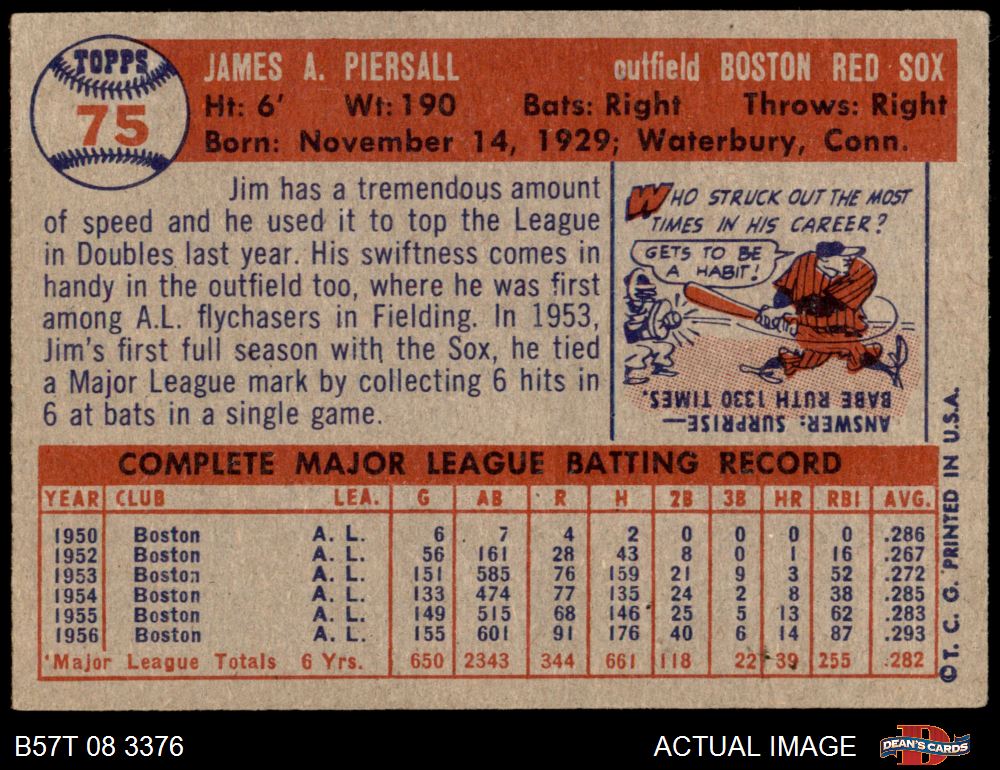 TOPPS
75
JAMES A. PIERSALL outfield BOSTON RED SOX
Ht: 6' Wt: 190 Bats: Right Throws: Right
Born: November 14, 1929; Waterbury, Conn.
Jim has a tremendous amount
of speed and he used it to top the League
in Doubles last year. His swiftness comes in
handy in the outfield too, where he was first
among A.L. flychasers in Fielding. In 1953,
Jim's first full season with the Sox, he tied
a Major League mark by collecting 6 hits in
6 at bats in a single game.
WHO STRUCK OUT THE MOST
TIMES IN HIS CAREER?
GETS TO BE
A HABIT!
ANSWER: SURPRISE—
BABE RUTH 1330 TIMES.
COMPLETE MAJOR LEAGUE BATTING RECORD
YEAR CLUB LEA. G AB R H 2B 3B HR RBI AVG.
1950 Boston A. L. 6 7 4 2 0 0 0 0 .286
1952 Boston A. L. 56 161 28 43 8 0 1 16 .267
1953 Boston A. L. 151 585 76 159 21 9 3 52 .272
1954 Boston A. L. 133 474 77 135 24 2 8 38 .285
1955 Boston A. L. 149 515 68 146 25 5 13 62 .283
1956 Boston A. L. 155 601 91 176 40 6 14 87 .293
Major League Totals 6 Yrs. 650 2343 344 661 118 22 39 255 .282
©T. C. G. PRINTED IN U.S.A.
B57T 08 3376 ACTUAL IMAGE D DEAN'S CARDS